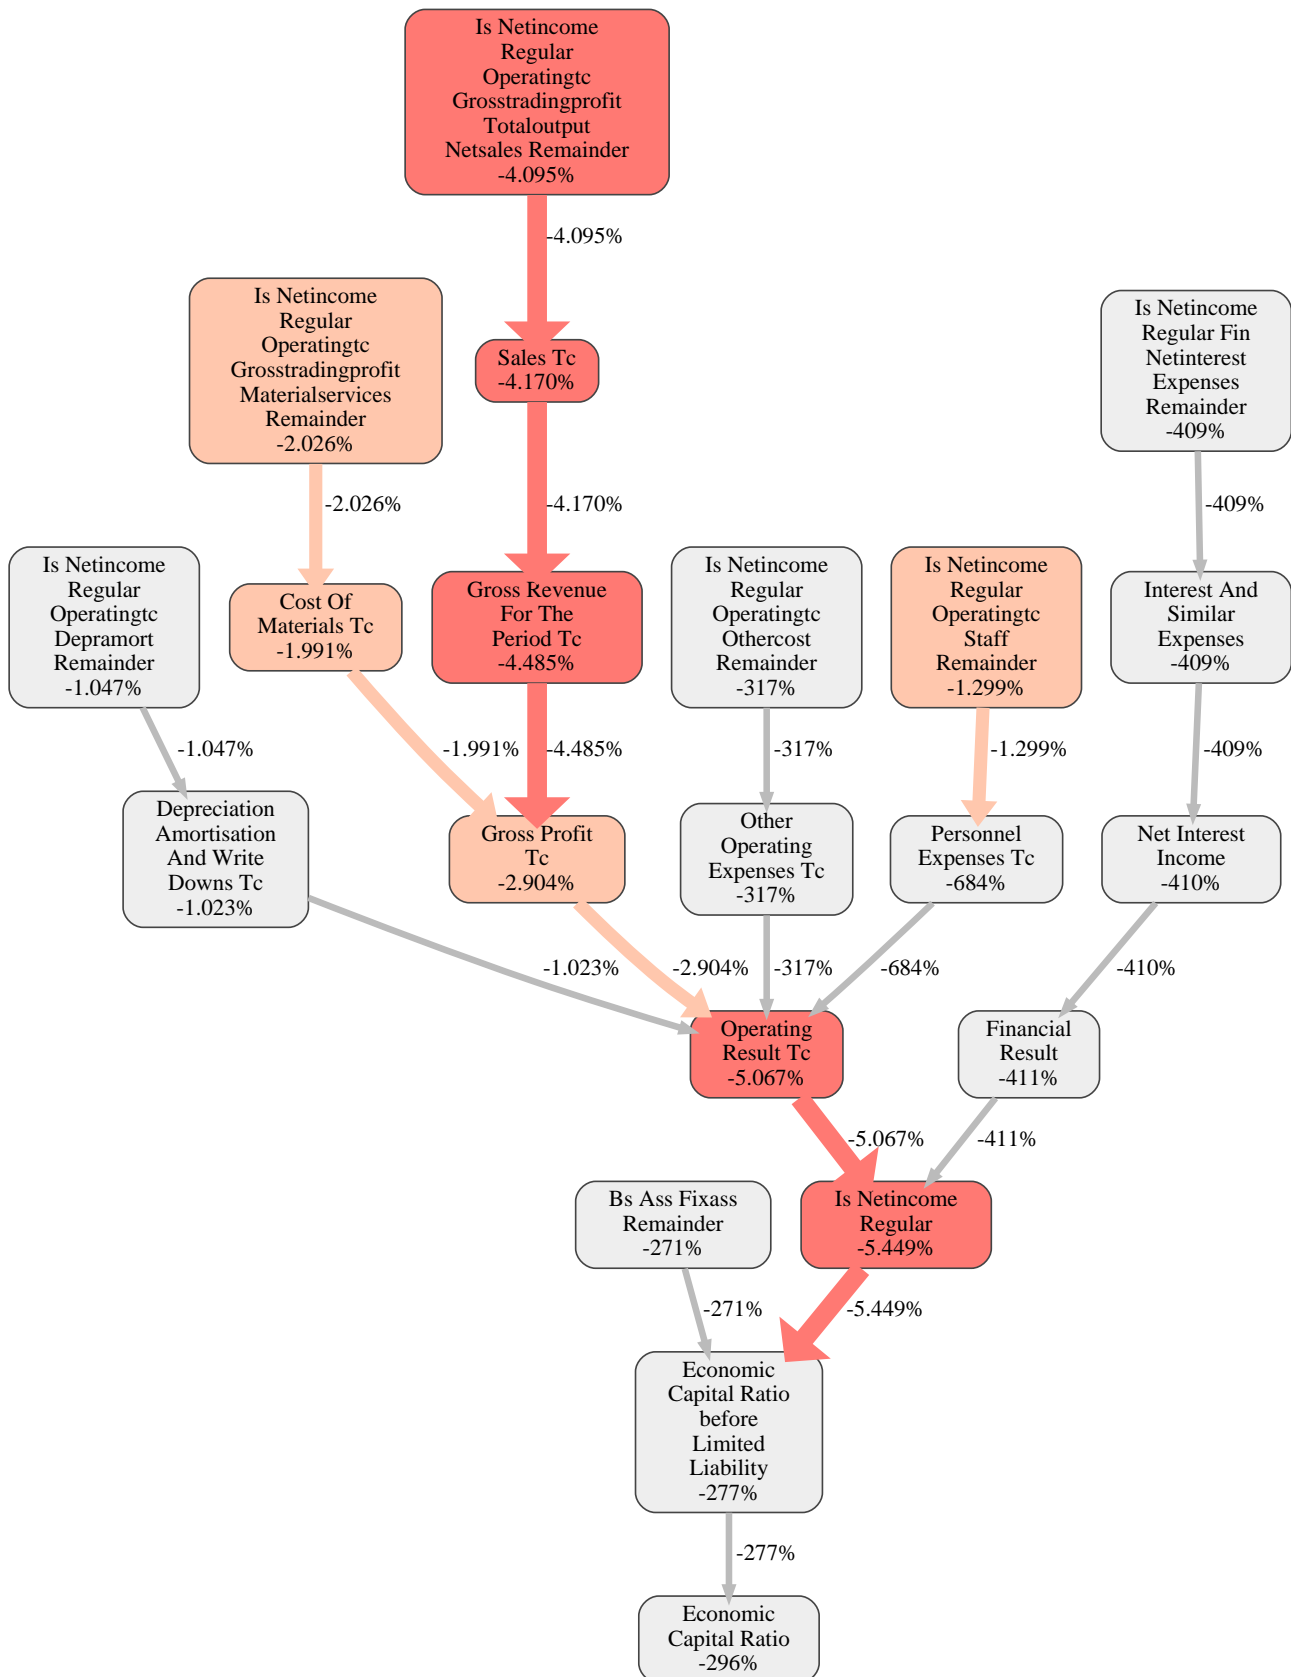 Is Netincome
Regular
Operatingtc
Grosstradingprofit
Totaloutput
Netsales Remainder
-4.095%
-4.095%
Is Netincome
Regular
Operatingtc
Grosstradingprofit
Materialservices
Remainder
-2.026%
Is Netincome
Regular Fin
Netinterest
Expenses
Remainder
-409%
Sales Tc
-4.170%
-2.026%
-4.170%
-409%
Is Netincome
Regular
Operatingtc
Depramort
Remainder
-1.047%
Cost Of
Materials Tc
-1.991%
Gross Revenue
For The
Period Tc
-4.485%
Is Netincome
Regular
Operatingtc
Othercost
Remainder
-317%
Is Netincome
Regular
Operatingtc
Staff
Remainder
-1.299%
Interest And
Similar
Expenses
-409%
-1.047%
-1.991%
-4.485%
-317%
-1.299%
-409%
Depreciation
Amortisation
And Write
Downs Tc
-1.023%
Gross Profit
Tc
-2.904%
Other
Operating
Expenses Tc
-317%
Personnel
Expenses Tc
-684%
Net Interest
Income
-410%
-1.023%
-2.904%
-317%
-684%
-410%
Operating
Result Tc
-5.067%
Financial
Result
-411%
-5.067%
-411%
Bs Ass Fixass
Remainder
-271%
Is Netincome
Regular
-5.449%
-271%
-5.449%
Economic
Capital Ratio
before
Limited
Liability
-277%
-277%
Economic
Capital Ratio
-296%